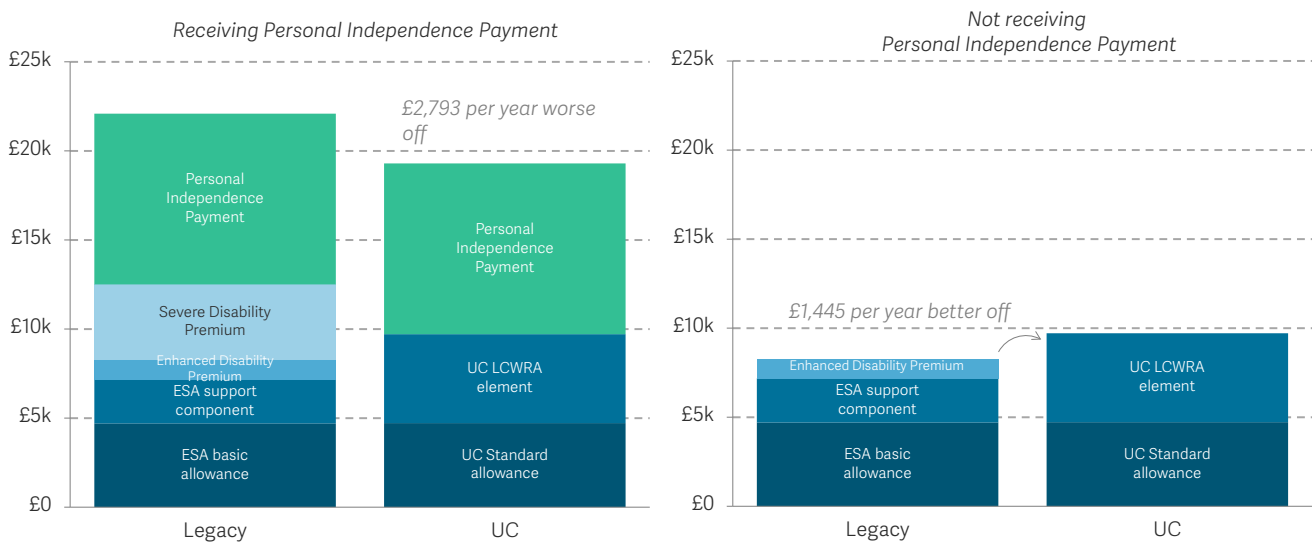 Receiving Personal Independence Payment
£25k
£20k
£15k
£10k
£5k
£0
£2,793 per year worse
off
Personal
Independence
Payment
Severe Disability
Premium
Enhanced Disability
Premium
ESA support
component
ESA basic
allowance
Personal
Independence
Payment
UC LCWRA
element
UC Standard
allowance
Legacy
UC
Not receiving
Personal Independence Payment
£25k
£20k
£15k
£10k
£5k
£0
£1,445 per year better off
Enhanced Disability Premium
ESA support
component
ESA basic
allowance
UC LCWRA
element
UC Standard
allowance
Legacy
UC